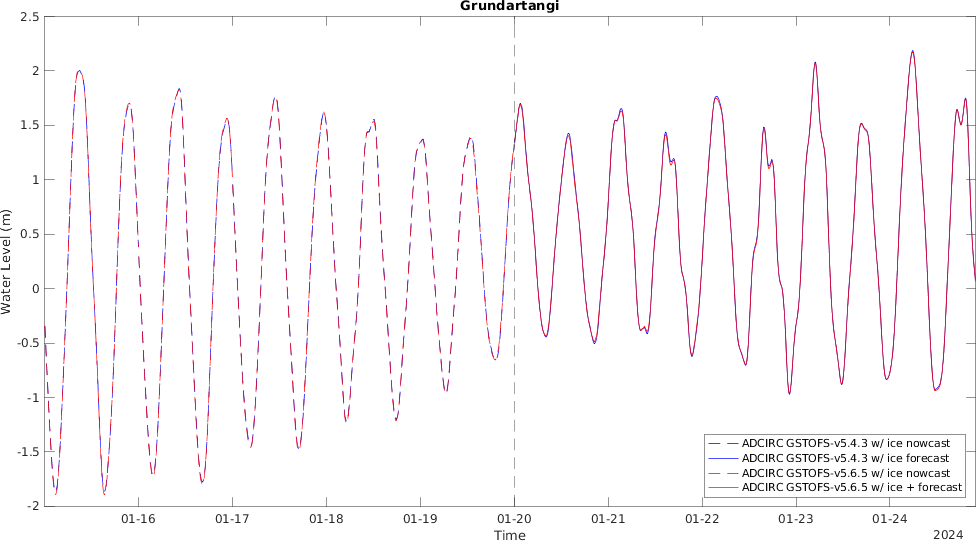 Grundartangi
2.5
2
1.5
1
0.5
0
-0.5
-1
-1.5
-2
Water Level (m)
01-16 01-17 01-18 01-19 01-20 01-21 01-22 01-23 01-24
Time
2024
ADCIRC GSTOFS-v5.4.3 w/ ice nowcast
ADCIRC GSTOFS-v5.4.3 w/ ice forecast
ADCIRC GSTOFS-v5.6.5 w/ ice nowcast
ADCIRC GSTOFS-v5.6.5 w/ ice + forecast